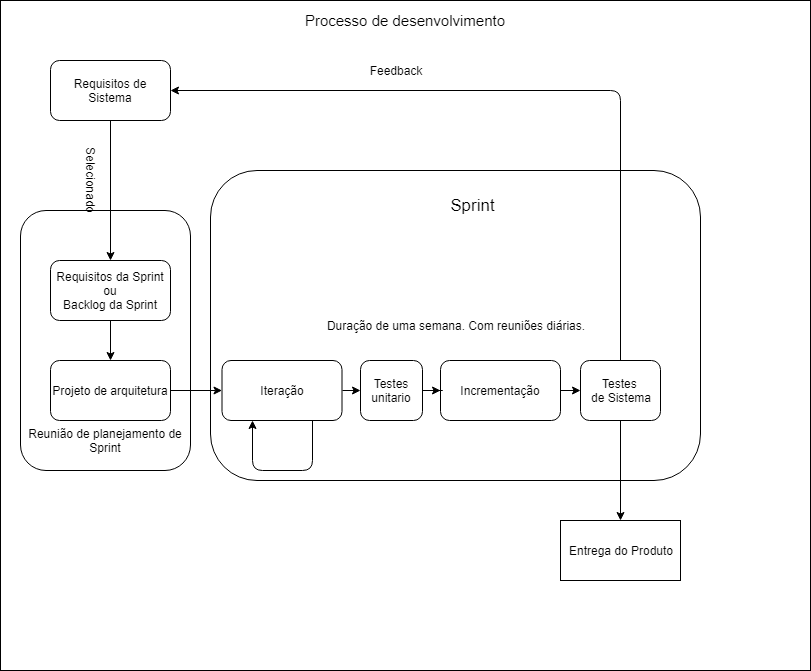 Processo de desenvolvimento
Feedback
Requisitos de
Sistema
Selecionado
Sprint
Requisitos da Sprint
ou
Backlog da Sprint
Duração de uma semana. Com reuniões diárias.
Projeto de arquitetura
Iteração
Testes
unitario
Incrementação
Testes
de Sistema
Reunião de planejamento de
Sprint
Entrega do Produto